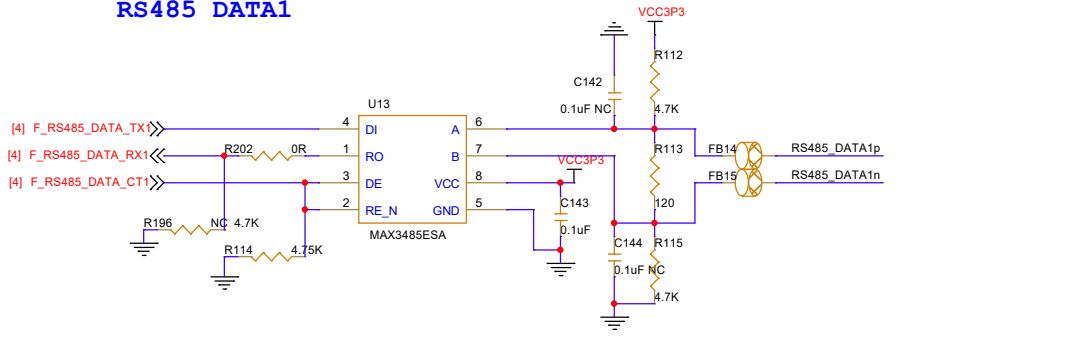 RS485 DATA1
VCC3P3
R112
C142
0.1uF NC
4.7K
U13
[4] F_RS485_DATA_TX1
4
DI
A
6
[4] F_RS485_DATA_RX1
R202
0R
1
RO
B
7
R113
FB14
RS485_DATA1p
VCC3P3
[4] F_RS485_DATA_CT1
3
DE
VCC
8
FB15
RS485_DATA1n
2
RE_N
GND
5
C143
120
R196
NC
4.7K
MAX3485ESA
0.1uF
R114
4.75K
C144
R115
0.1uF NC
4.7K